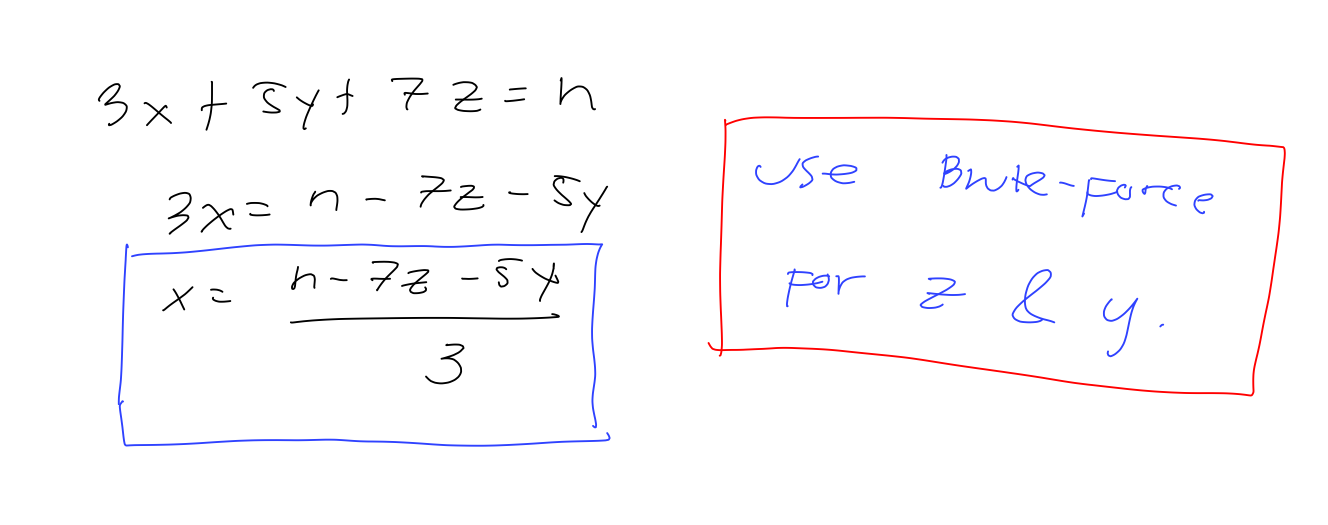 3x + 5y + 7z = n
3x = n - 7z - 5y
x = \frac{n - 7z - 5y}{3}
Use Brute-Force
For z & y.